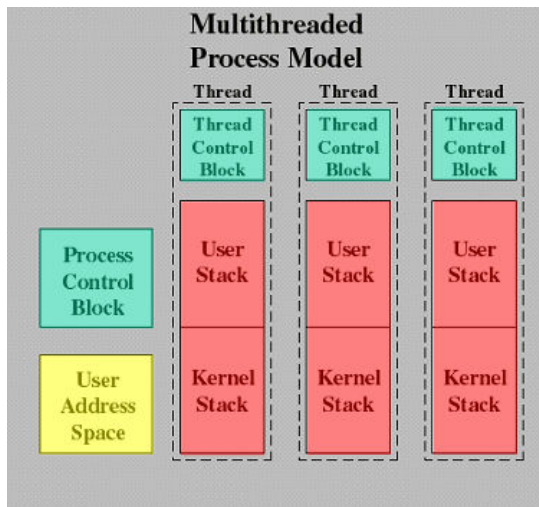 Multithreaded
Process Model
Thread
Thread
Control
Block
User
Stack
Kernel
Stack
Thread
Thread
Control
Block
User
Stack
Kernel
Stack
Thread
Thread
Control
Block
User
Stack
Kernel
Stack
Process
Control
Block
User
Address
Space